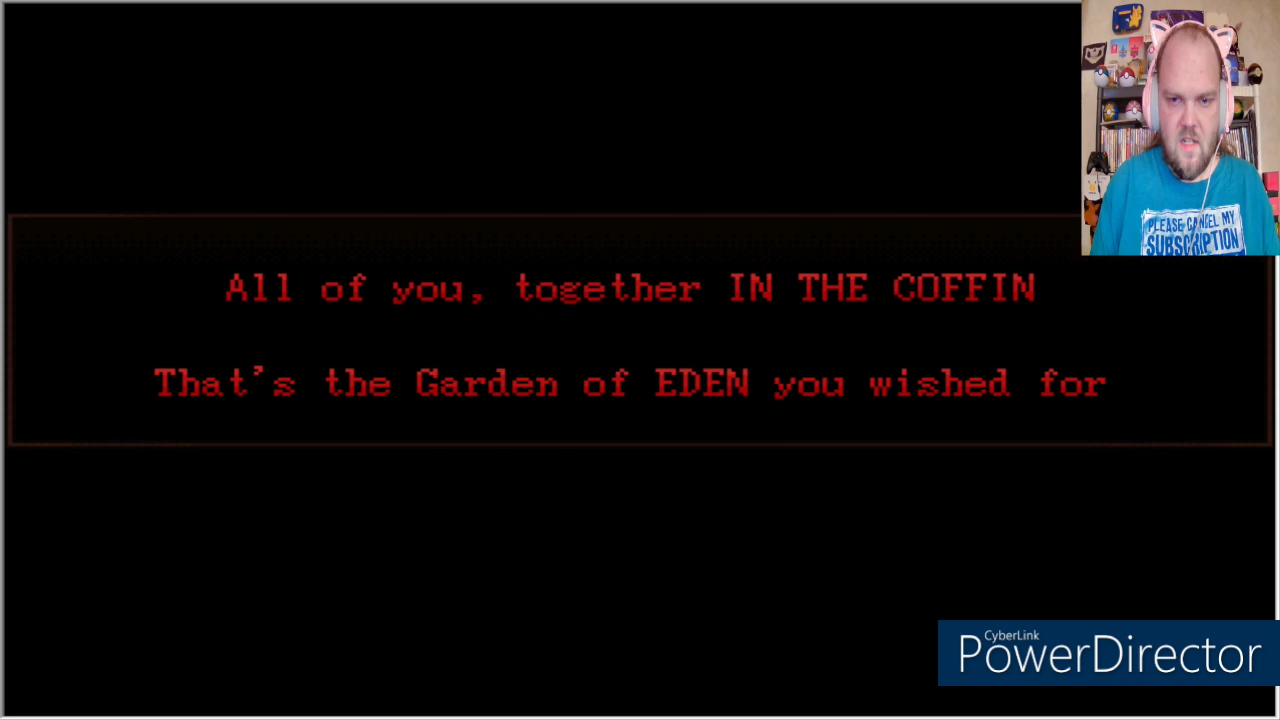 All of you, together IN THE COFFIN
That's the Garden of EDEN you wished for
PLEASE CANCEL MY
SUBSCRIPTION
CyberLink
PowerDirector